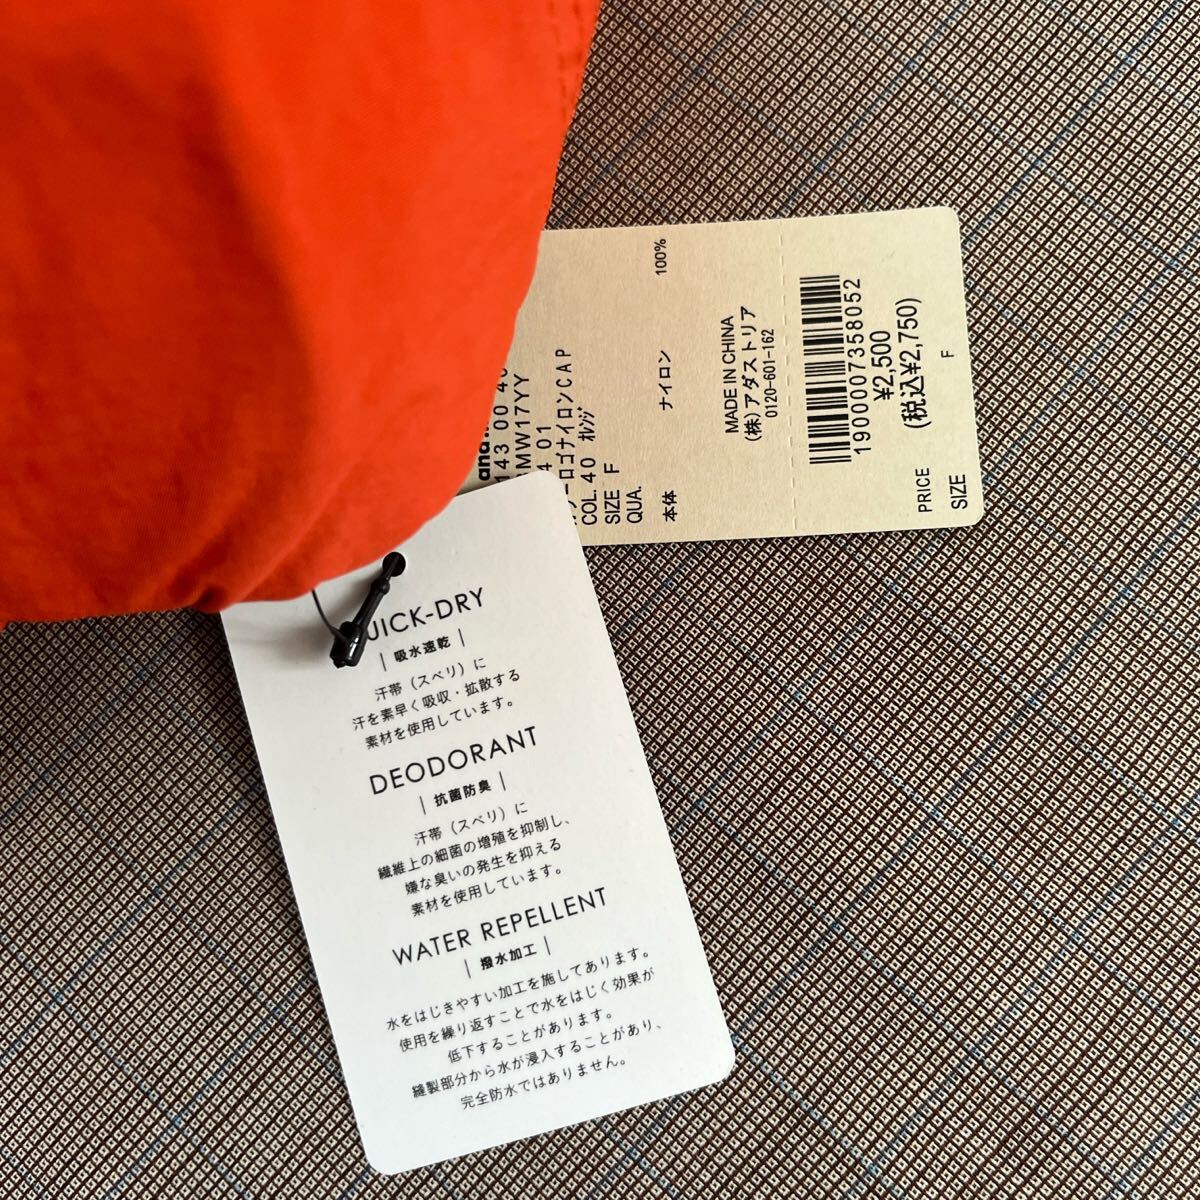 143 00 40
MW17YY
4 01
ーロゴナイロンCAP
COL.40 ｵﾚﾝｼﾞ
SIZE F
QUA.
本体 ナイロン 100%
MADE IN CHINA
(株)アダストリア
0120-601-162
1900007358052
¥2,500
(税込¥2,750)
PRICE
SIZE F
UICK-DRY
| 吸水速乾 |
汗帯（スベリ）に
汗を素早く吸収・拡散する
素材を使用しています。
DEODORANT
| 抗菌防臭 |
汗帯（スベリ）に
繊維上の細菌の増殖を抑制し、
嫌な臭いの発生を抑える
素材を使用しています。
WATER REPELLENT
| 撥水加工 |
水をはじきやすい加工を施してあります。
使用を繰り返すことで水をはじく効果が
低下することがあります。
縫製部分から水が浸入することがあり、
完全防水ではありません。